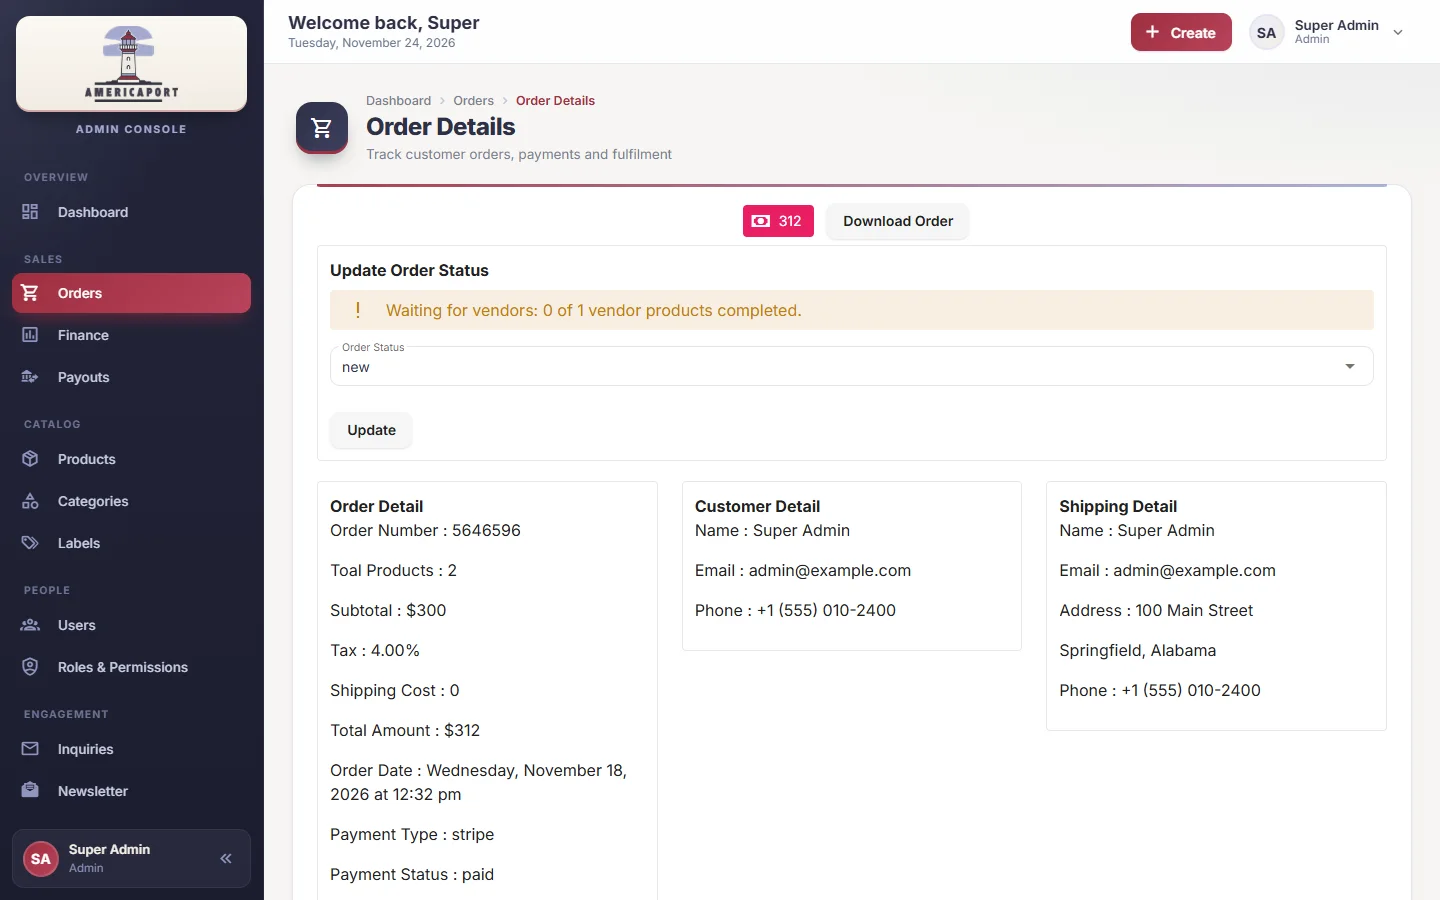 AMERICAPORT
ADMIN CONSOLE
OVERVIEW
Dashboard
SALES
Orders
Finance
Payouts
CATALOG
Products
Categories
Labels
PEOPLE
Users
Roles & Permissions
ENGAGEMENT
Inquiries
Newsletter
SA
Super Admin
Admin
Welcome back, Super
Tuesday, November 24, 2026
Create
SA
Super Admin
Admin
Dashboard > Orders > Order Details
Order Details
Track customer orders, payments and fulfilment
312
Download Order
Update Order Status
! Waiting for vendors: 0 of 1 vendor products completed.
Order Status
new
Update
Order Detail
Order Number : 5646596
Toal Products : 2
Subtotal : $300
Tax : 4.00%
Shipping Cost : 0
Total Amount : $312
Order Date : Wednesday, November 18,
2026 at 12:32 pm
Payment Type : stripe
Payment Status : paid
Customer Detail
Name : Super Admin
Email : admin@example.com
Phone : +1 (555) 010-2400
Shipping Detail
Name : Super Admin
Email : admin@example.com
Address : 100 Main Street
Springfield, Alabama
Phone : +1 (555) 010-2400